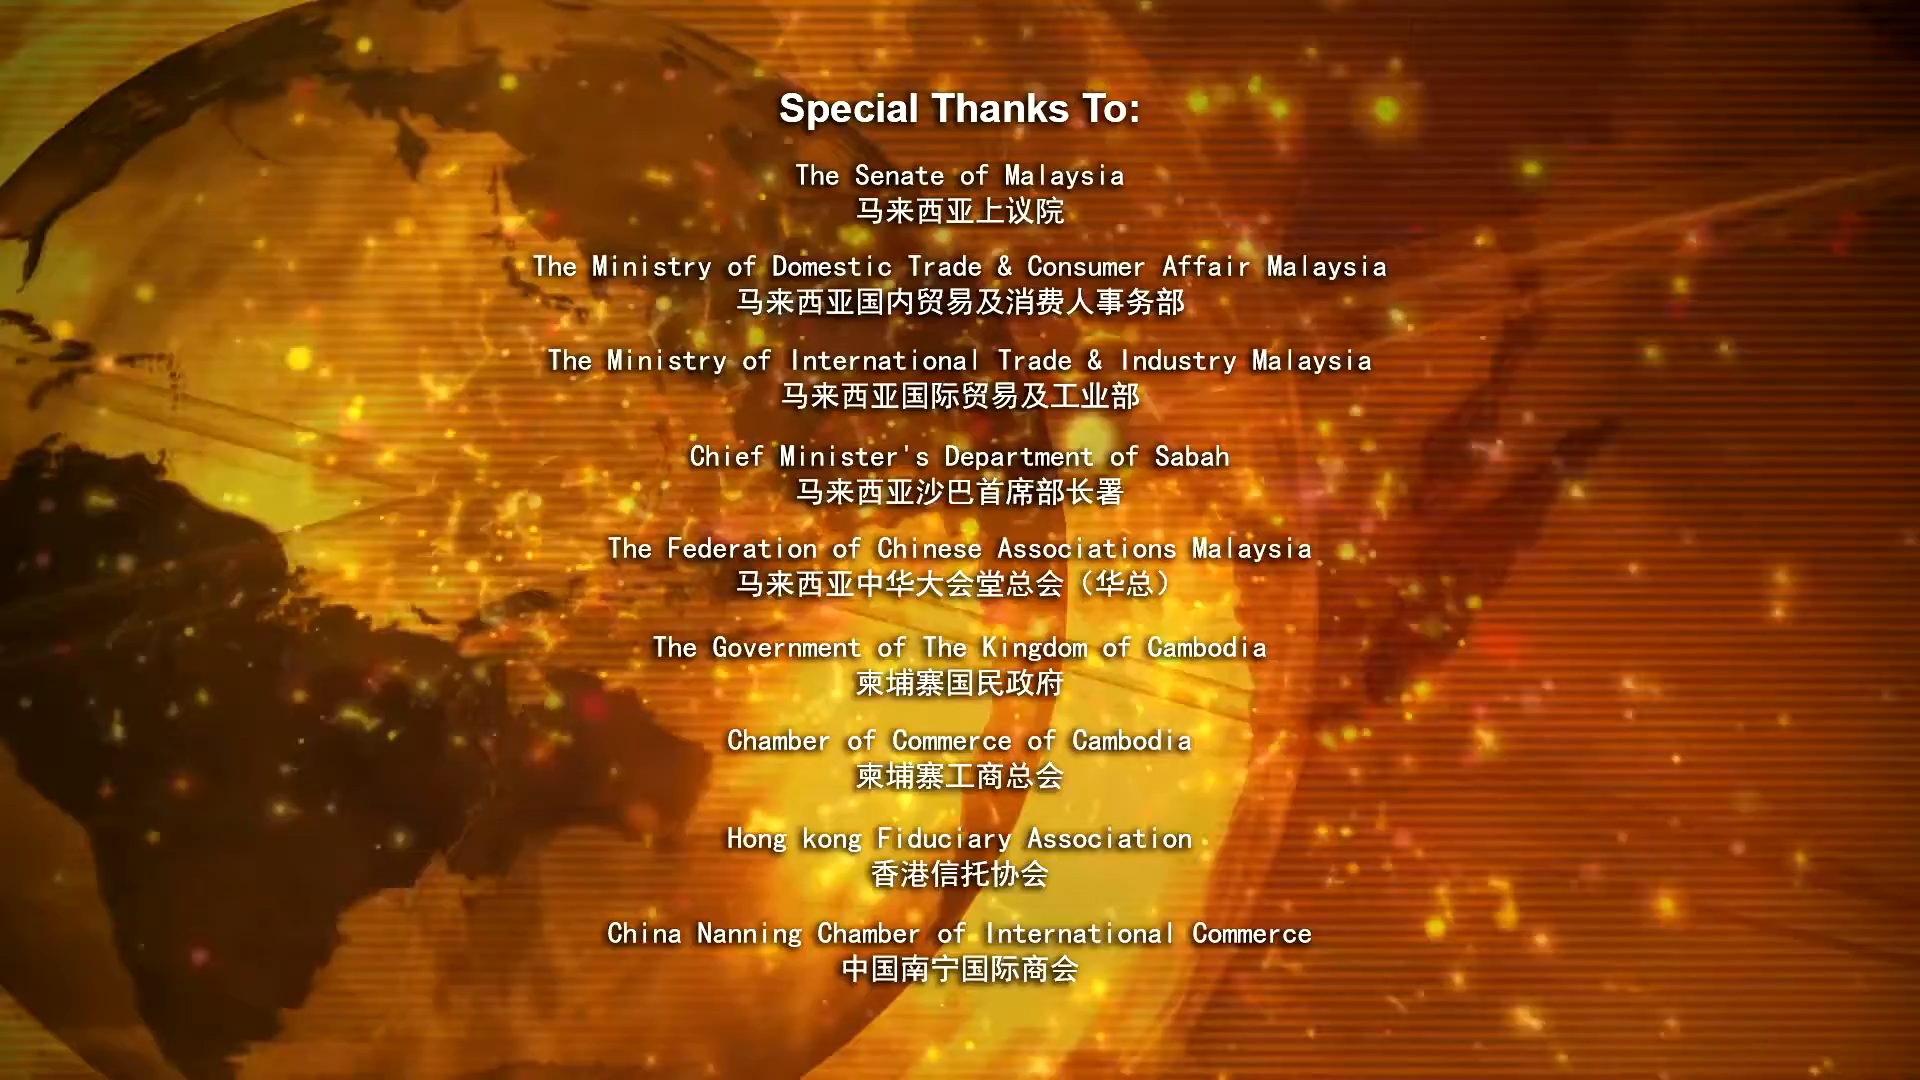 Special Thanks To:
The Senate of Malaysia
马来西亚上议院
The Ministry of Domestic Trade & Consumer Affair Malaysia
马来西亚国内贸易及消费人事务部
The Ministry of International Trade & Industry Malaysia
马来西亚国际贸易及工业部
Chief Minister's Department of Sabah
马来西亚沙巴首席部长署
The Federation of Chinese Associations Malaysia
马来西亚中华大会堂总会（华总）
The Government of The Kingdom of Cambodia
柬埔寨国民政府
Chamber of Commerce of Cambodia
柬埔寨工商总会
Hong kong Fiduciary Association
香港信托协会
China Nanning Chamber of International Commerce
中国南宁国际商会